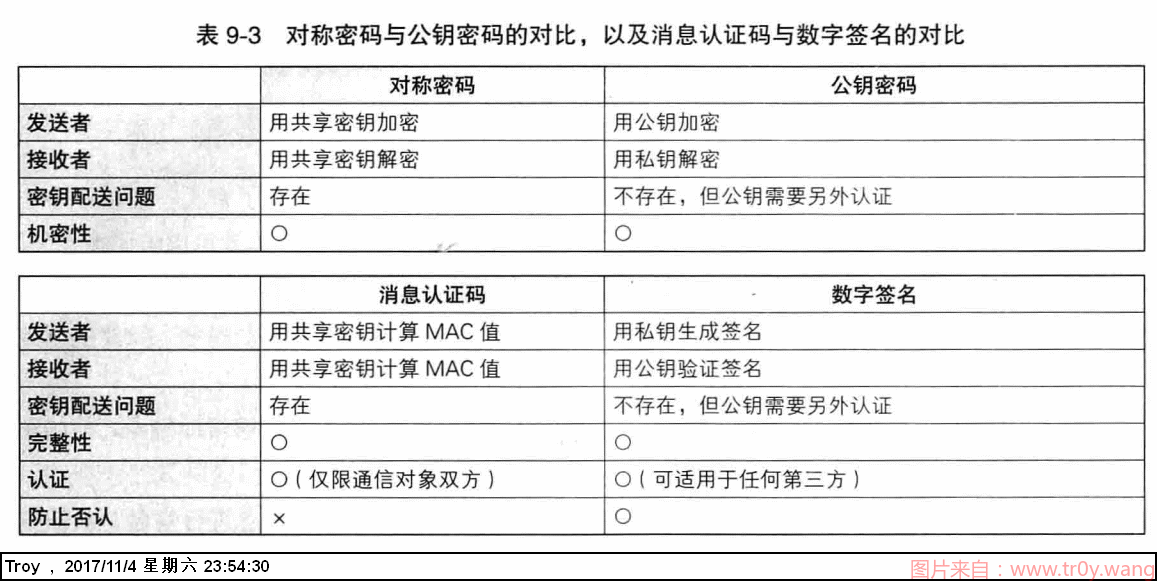 表 9-3 对称密码与公钥密码的对比，以及消息认证码与数字签名的对比
对称密码 公钥密码
发送者 用共享密钥加密 用公钥加密
接收者 用共享密钥解密 用私钥解密
密钥配送问题 存在 不存在，但公钥需要另外认证
机密性 ○ ○
消息认证码 数字签名
发送者 用共享密钥计算 MAC 值 用私钥生成签名
接收者 用共享密钥计算 MAC 值 用公钥验证签名
密钥配送问题 存在 不存在，但公钥需要另外认证
完整性 ○ ○
认证 ○（仅限通信对象双方） ○（可适用于任何第三方）
防止否认 × ○
Troy , 2017/11/4 星期六 23:54:30
图片来自：www.tr0y.wang